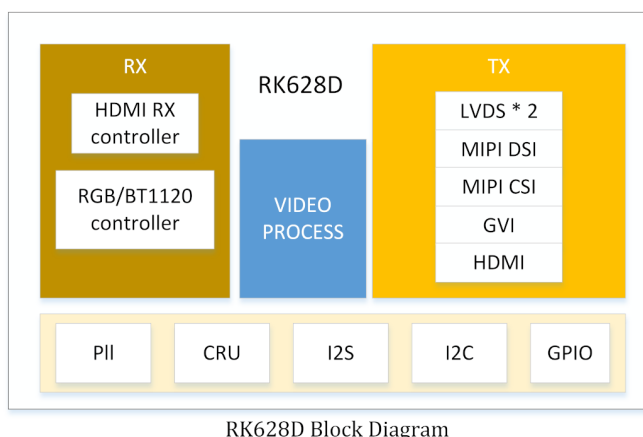 RX
HDMI RX
controller
RGB/BT1120
controller
RK628D
VIDEO
PROCESS
TX
LVDS * 2
MIPI DSI
MIPI CSI
GVI
HDMI
Pll
CRU
I2S
I2C
GPIO
RK628D Block Diagram